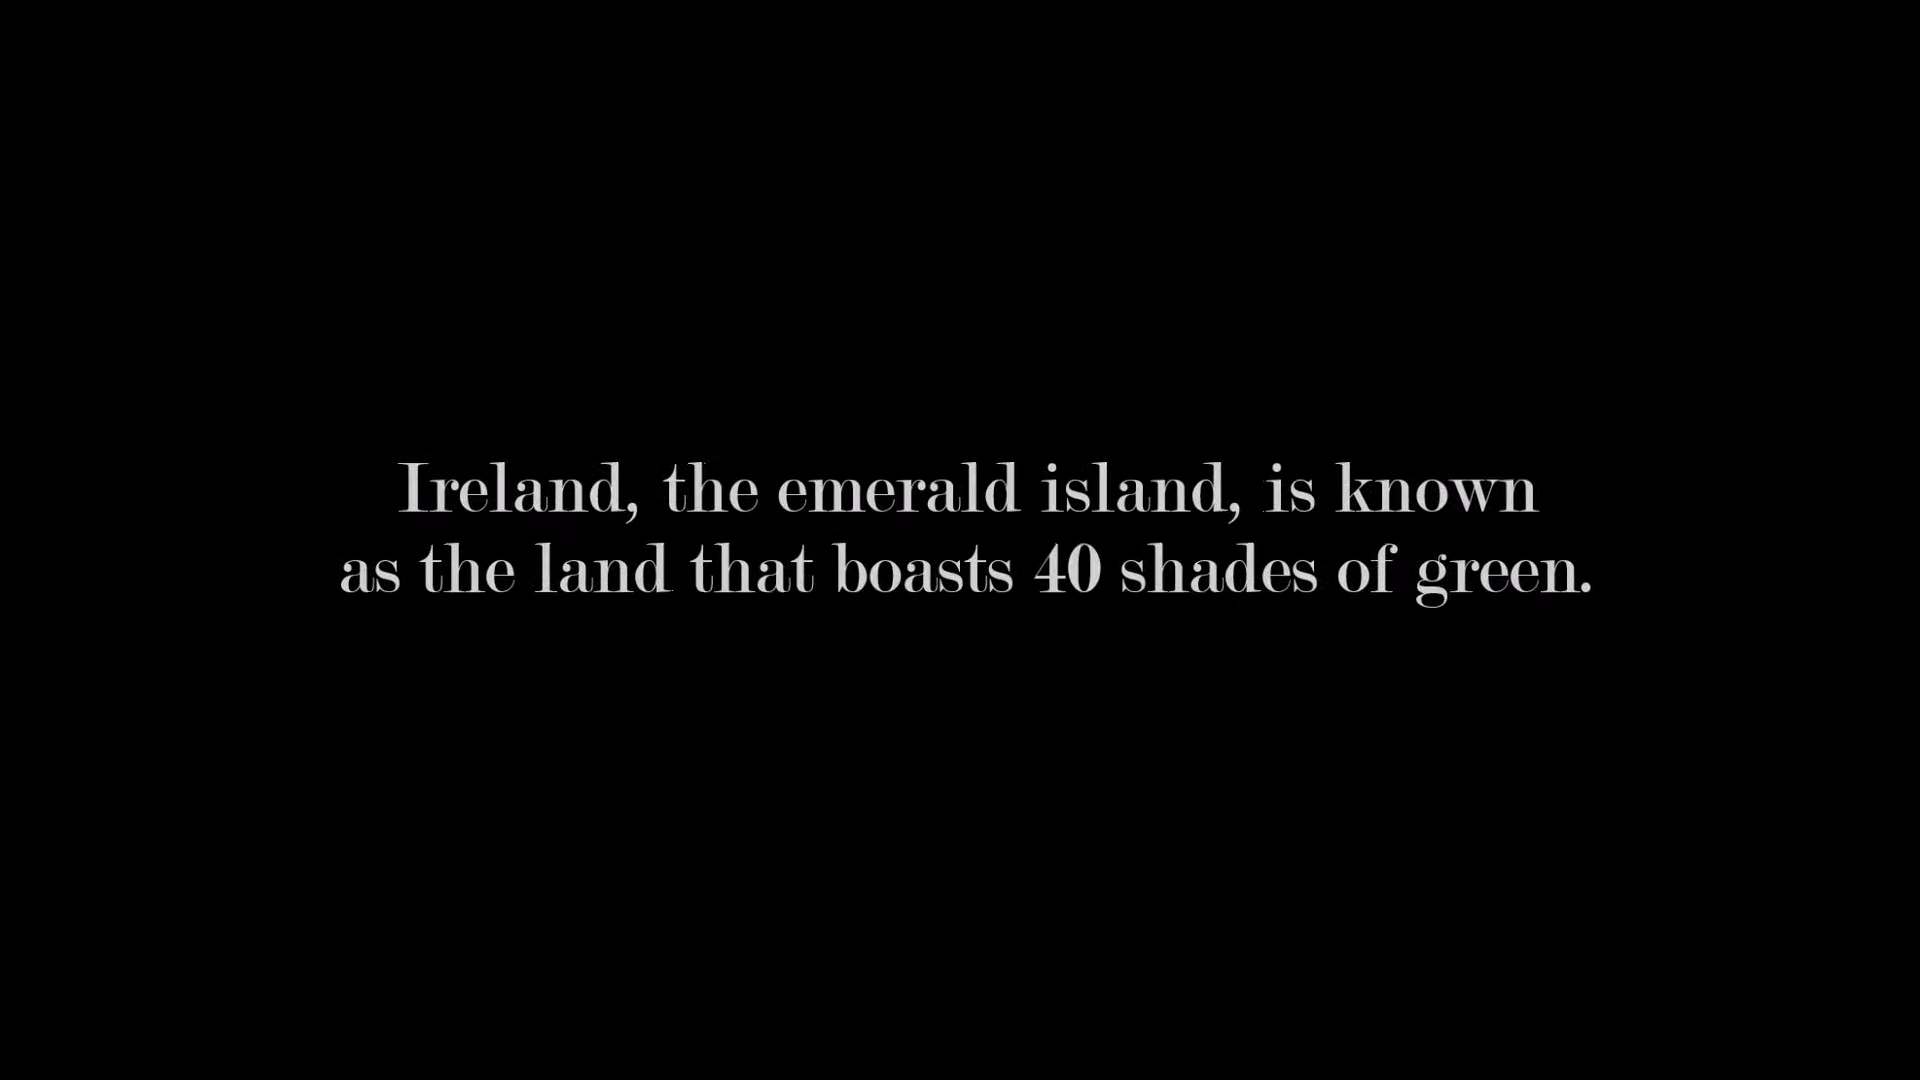 Ireland, the emerald island, is known
as the land that boasts 40 shades of green.